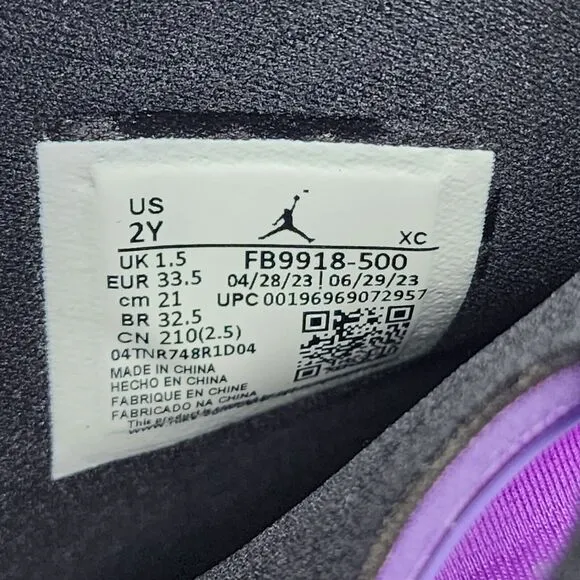 US
2Y
XC
UK 1.5
FB9918-500
EUR 33.5
04/28/23 | 06/29/23
cm 21
UPC 00196969072957
BR 32.5
CN 210(2.5)
04TNR748R1D04
MADE IN CHINA
HECHO EN CHINA
FABRIQUE EN CHINE
FABRICADO NA CHINA
This product